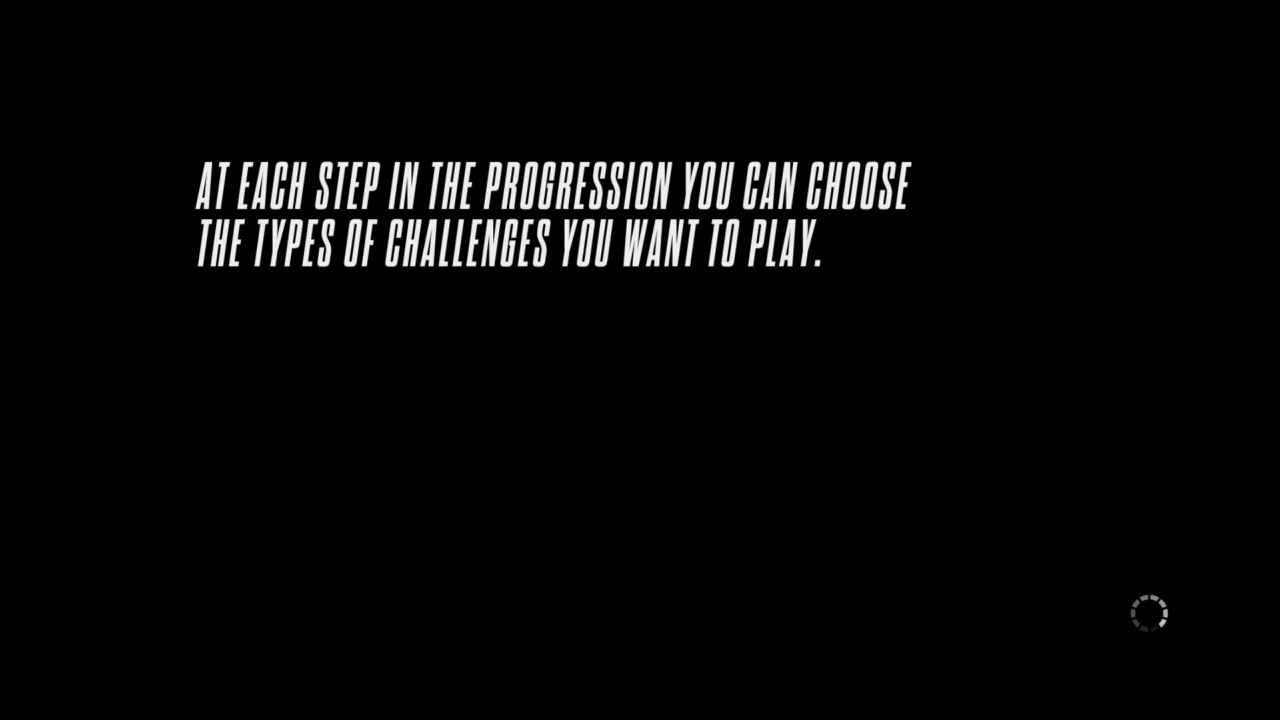 AT EACH STEP IN THE PROGRESSION YOU CAN CHOOSE
THE TYPES OF CHALLENGES YOU WANT TO PLAY.